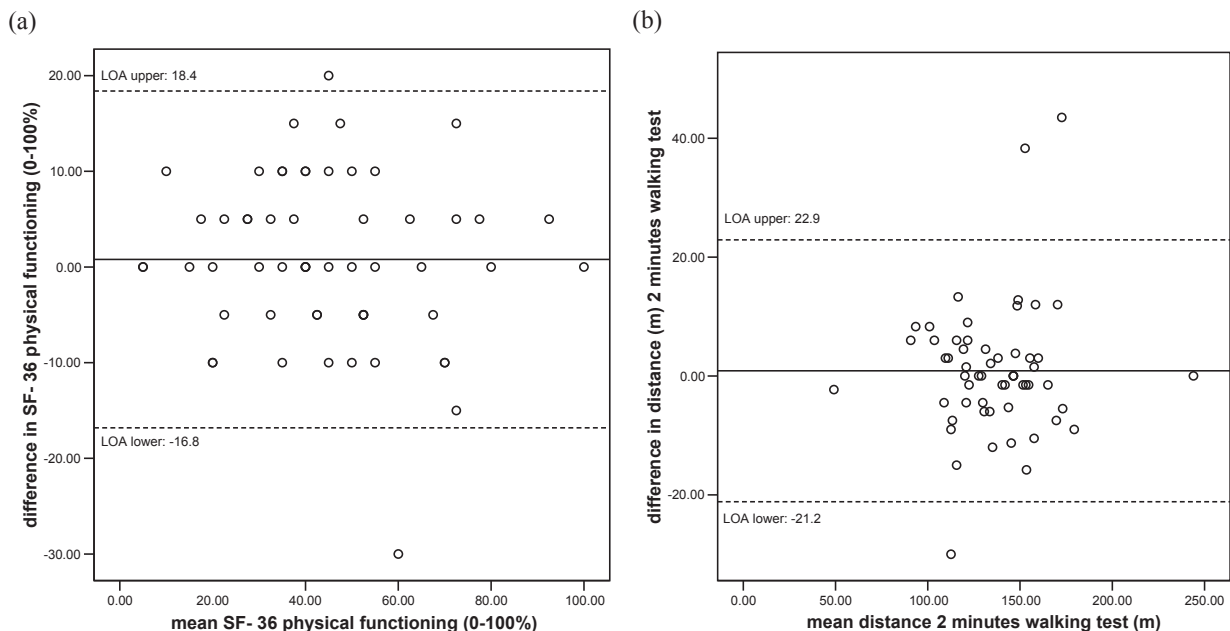 (a)
difference in SF- 36 physical functioning (0-100%)
20.00
10.00
0.00
-10.00
-20.00
-30.00
LOA upper: 18.4
LOA lower: -16.8
0.00 20.00 40.00 60.00 80.00 100.00
mean SF- 36 physical functioning (0-100%)
(b)
difference in distance (m) 2 minutes walking test
40.00
20.00
0.00
-20.00
LOA upper: 22.9
LOA lower: -21.2
0.00 50.00 100.00 150.00 200.00 250.00
mean distance 2 minutes walking test (m)